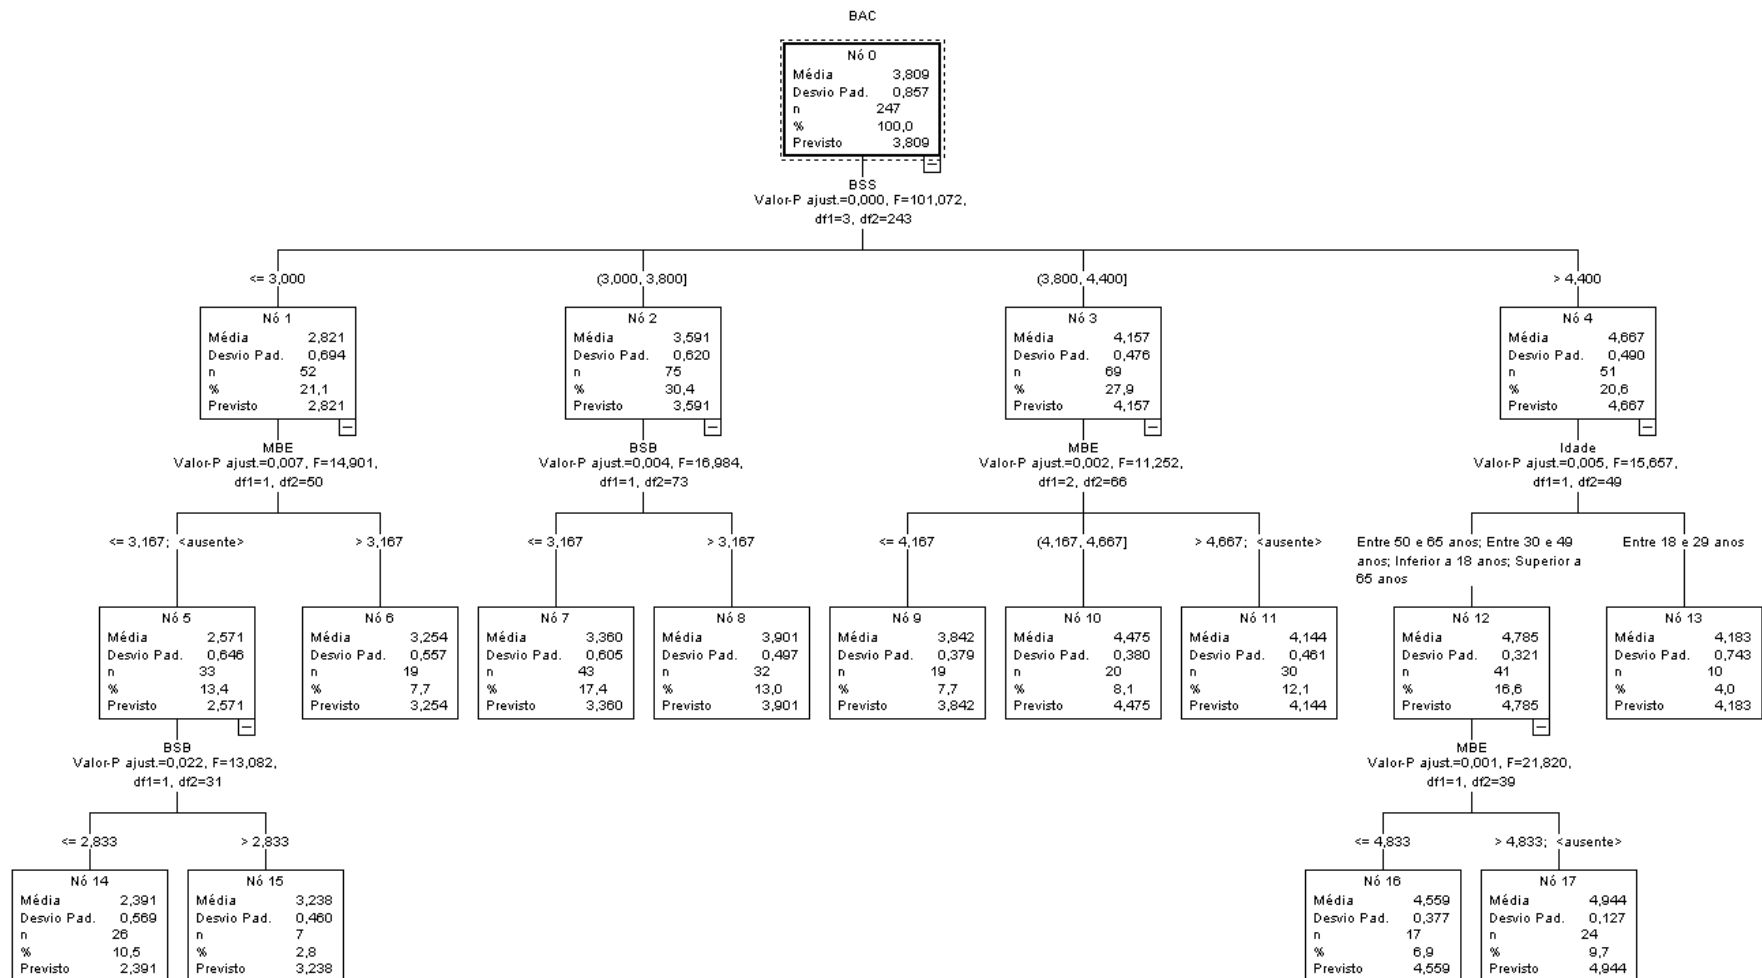 BAC
Nó 0
Média 3,809
Desvio Pad. 0,857
n 247
% 100,0
Previsto 3,809
BSS
Valor-P ajust.=0,000, F=101,072,
df1=3, df2=243
<= 3,000
(3,000, 3,800]
(3,800, 4,400]
> 4,400
Nó 1
Média 2,821
Desvio Pad. 0,694
n 52
% 21,1
Previsto 2,821
Nó 2
Média 3,591
Desvio Pad. 0,620
n 75
% 30,4
Previsto 3,591
Nó 3
Média 4,157
Desvio Pad. 0,476
n 69
% 27,9
Previsto 4,157
Nó 4
Média 4,667
Desvio Pad. 0,490
n 51
% 20,6
Previsto 4,667
MBE
Valor-P ajust.=0,007, F=14,901,
df1=1, df2=50
BSB
Valor-P ajust.=0,004, F=16,984,
df1=1, df2=73
MBE
Valor-P ajust.=0,002, F=11,252,
df1=2, df2=66
Idade
Valor-P ajust.=0,005, F=15,657,
df1=1, df2=49
<= 3,167; <ausente>
> 3,167
<= 3,167
> 3,167
<= 4,167
(4,167, 4,667]
> 4,667; <ausente>
Entre 50 e 65 anos; Entre 30 e 49
anos; Inferior a 18 anos; Superior a
65 anos
Entre 18 e 29 anos
Nó 5
Média 2,571
Desvio Pad. 0,646
n 33
% 13,4
Previsto 2,571
Nó 6
Média 3,254
Desvio Pad. 0,557
n 19
% 7,7
Previsto 3,254
Nó 7
Média 3,360
Desvio Pad. 0,605
n 43
% 17,4
Previsto 3,360
Nó 8
Média 3,901
Desvio Pad. 0,497
n 32
% 13,0
Previsto 3,901
Nó 9
Média 3,842
Desvio Pad. 0,379
n 19
% 7,7
Previsto 3,842
Nó 10
Média 4,475
Desvio Pad. 0,380
n 20
% 8,1
Previsto 4,475
Nó 11
Média 4,144
Desvio Pad. 0,461
n 30
% 12,1
Previsto 4,144
Nó 12
Média 4,785
Desvio Pad. 0,321
n 41
% 16,6
Previsto 4,785
Nó 13
Média 4,183
Desvio Pad. 0,743
n 10
% 4,0
Previsto 4,183
BSB
Valor-P ajust.=0,022, F=13,082,
df1=1, df2=31
MBE
Valor-P ajust.=0,001, F=21,820,
df1=1, df2=39
<= 2,833
> 2,833
<= 4,833
> 4,833; <ausente>
Nó 14
Média 2,391
Desvio Pad. 0,569
n 26
% 10,5
Previsto 2,391
Nó 15
Média 3,238
Desvio Pad. 0,460
n 7
% 2,8
Previsto 3,238
Nó 16
Média 4,559
Desvio Pad. 0,377
n 17
% 6,9
Previsto 4,559
Nó 17
Média 4,944
Desvio Pad. 0,127
n 24
% 9,7
Previsto 4,944